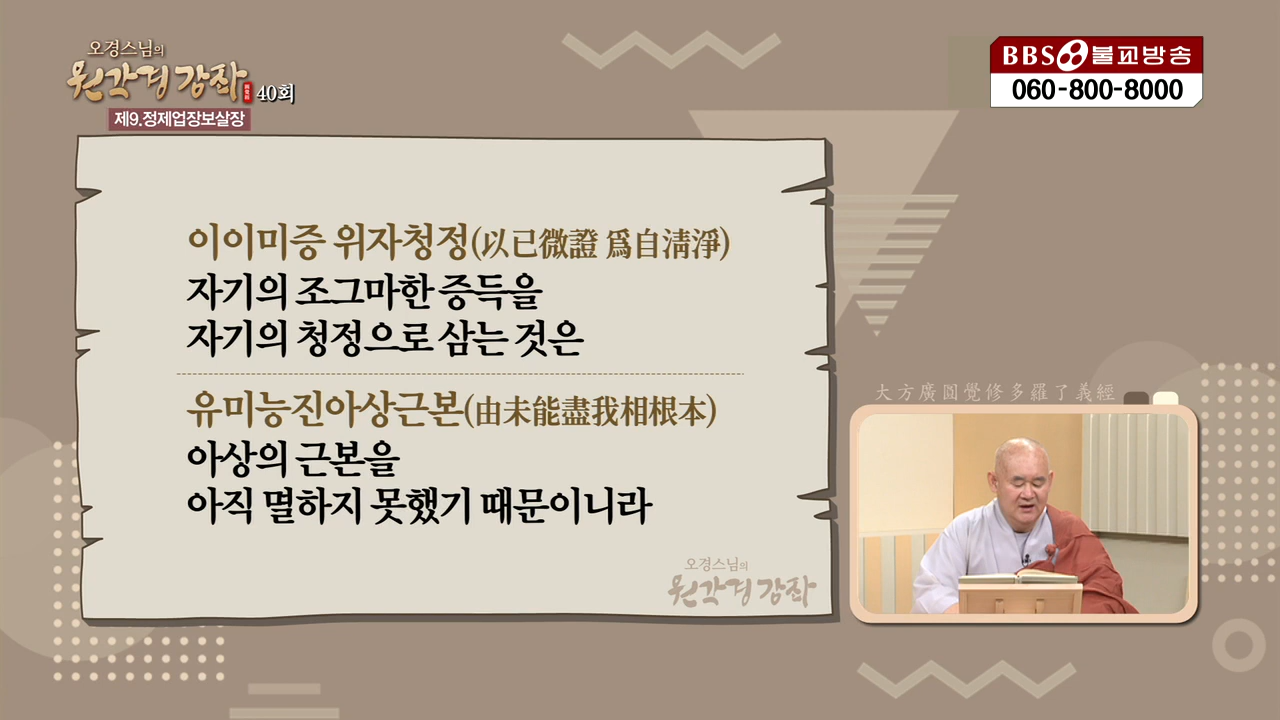 오경스님의
원각경 강좌 40회
제9.정제업장보살장
BBS 불교방송
060-800-8000
이이미증 위자청정(以已微證 爲自淸淨)
자기의 조그마한 증득을
자기의 청정으로 삼는 것은
유미능진아상근본(由未能盡我相根本)
아상의 근본을
아직 멸하지 못했기 때문이니라
오경스님의
원각경 강좌
大方廣圓覺修多羅了義經